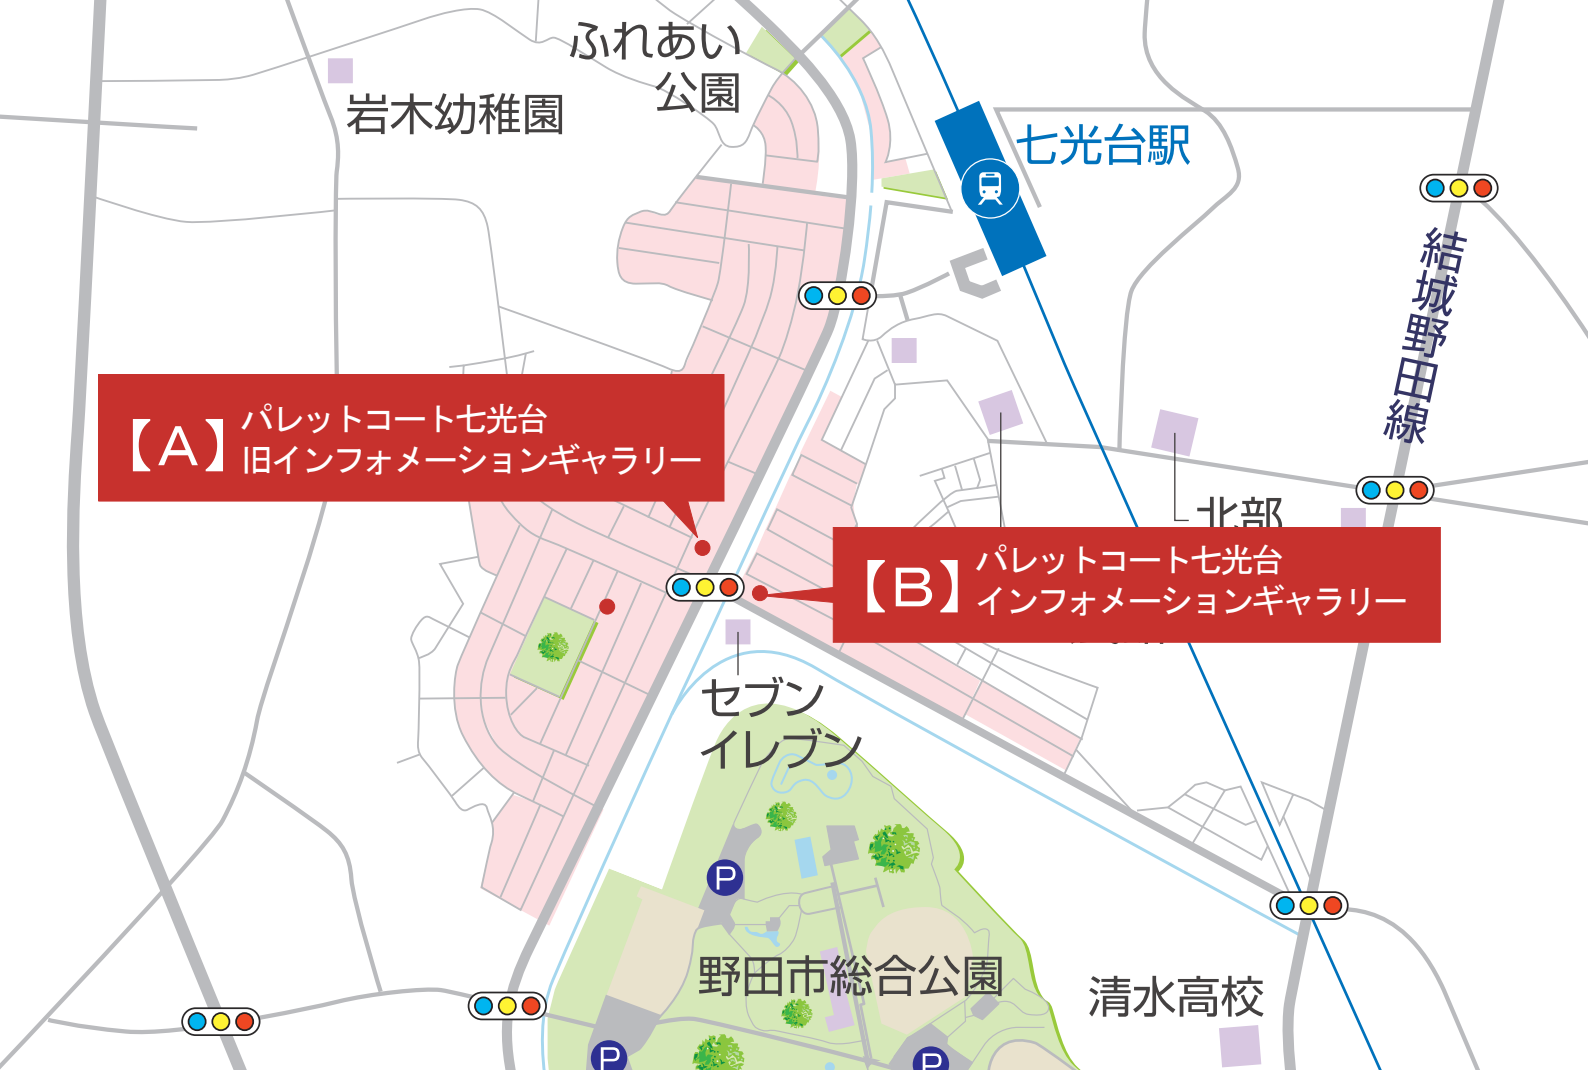 ふれあい
公園
岩木幼稚園
七光台駅
結城野田線
【A】
パレットコート七光台
旧インフォメーションギャラリー
北部
【B】
パレットコート七光台
インフォメーションギャラリー
セブン
イレブン
P
野田市総合公園
清水高校
P
P